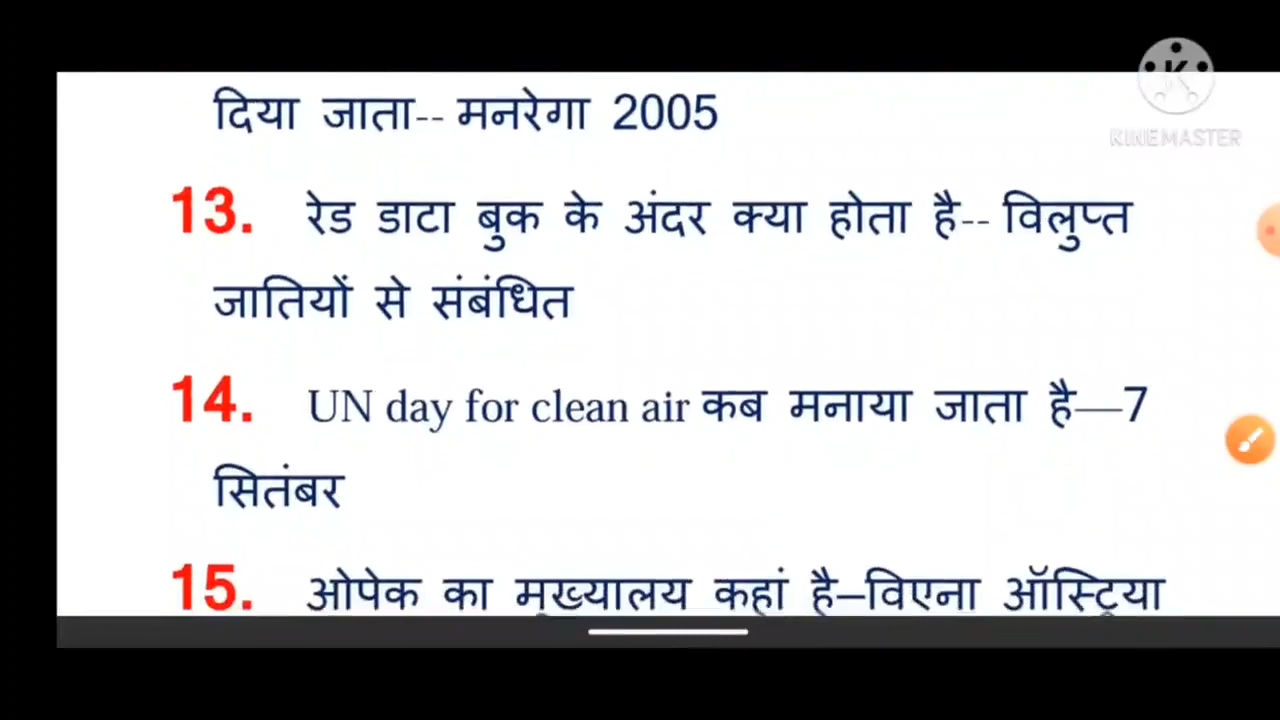 दिया जाता-- मनरेगा 2005
KINEMASTER
13. रेड डाटा बुक के अंदर क्या होता है-- विलुप्त
जातियों से संबंधित
14. UN day for clean air कब मनाया जाता है—7
सितंबर
15. ओपेक का मुख्यालय कहां है–विएना ऑस्ट्रिया